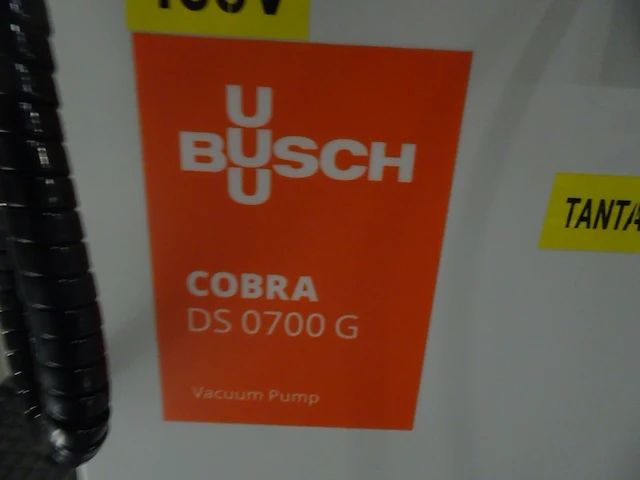 U
BUSCH
U
COBRA
DS 0700 G
Vacuum Pump